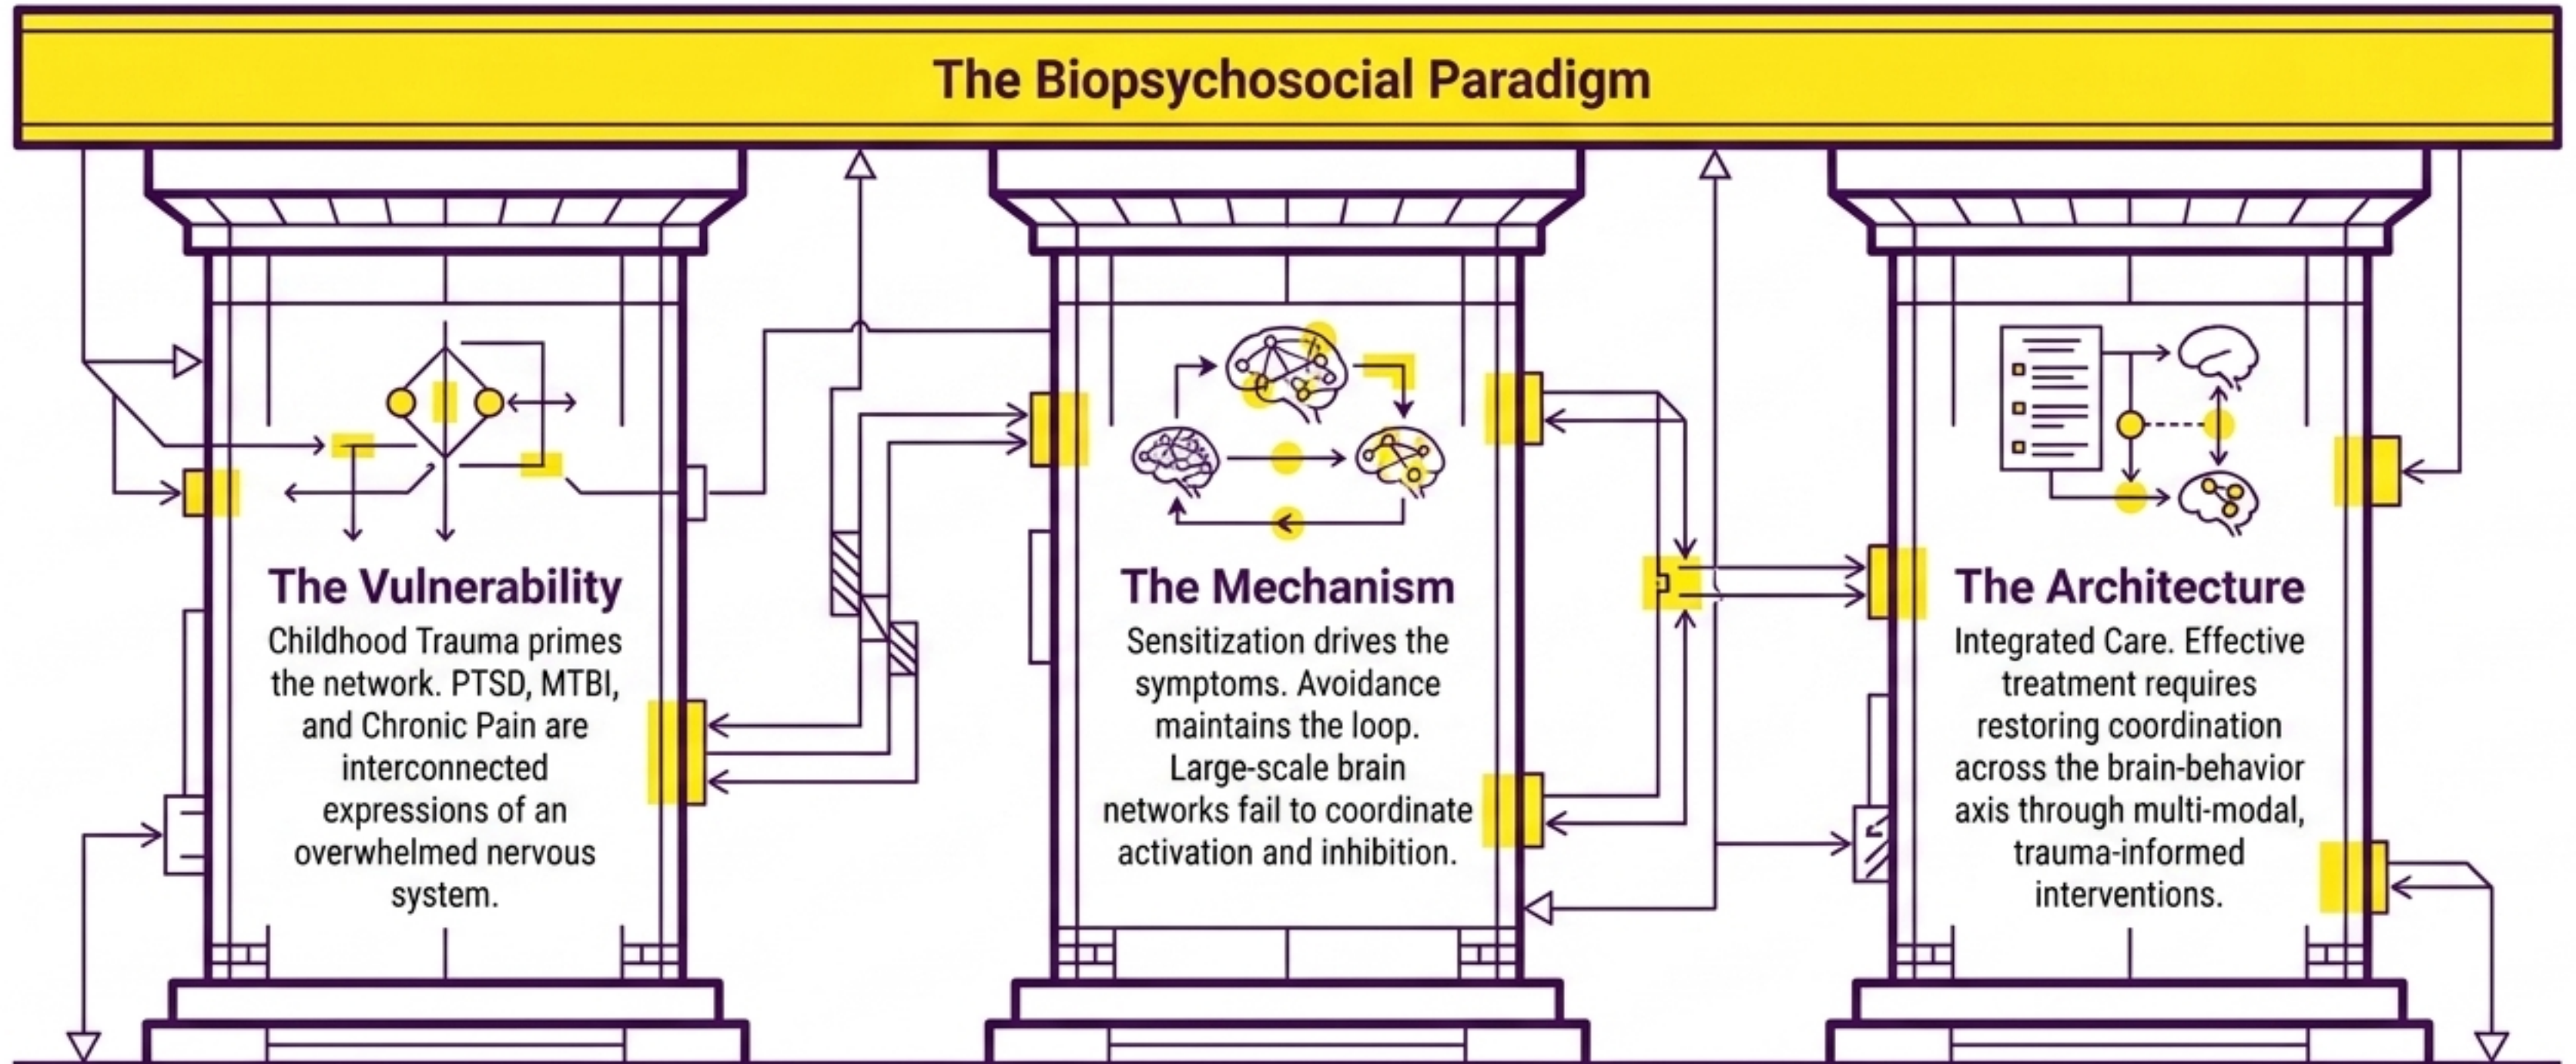 The Biopsychosocial Paradigm
The Vulnerability
Childhood Trauma primes
the network. PTSD, MTBI,
and Chronic Pain are
interconnected
expressions of an
overwhelmed nervous
system.
The Mechanism
Sensitization drives the
symptoms. Avoidance
maintains the loop.
Large-scale brain
networks fail to coordinate
activation and inhibition.
The Architecture
Integrated Care. Effective
treatment requires
restoring coordination
across the brain-behavior
axis through multi-modal,
trauma-informed
interventions.